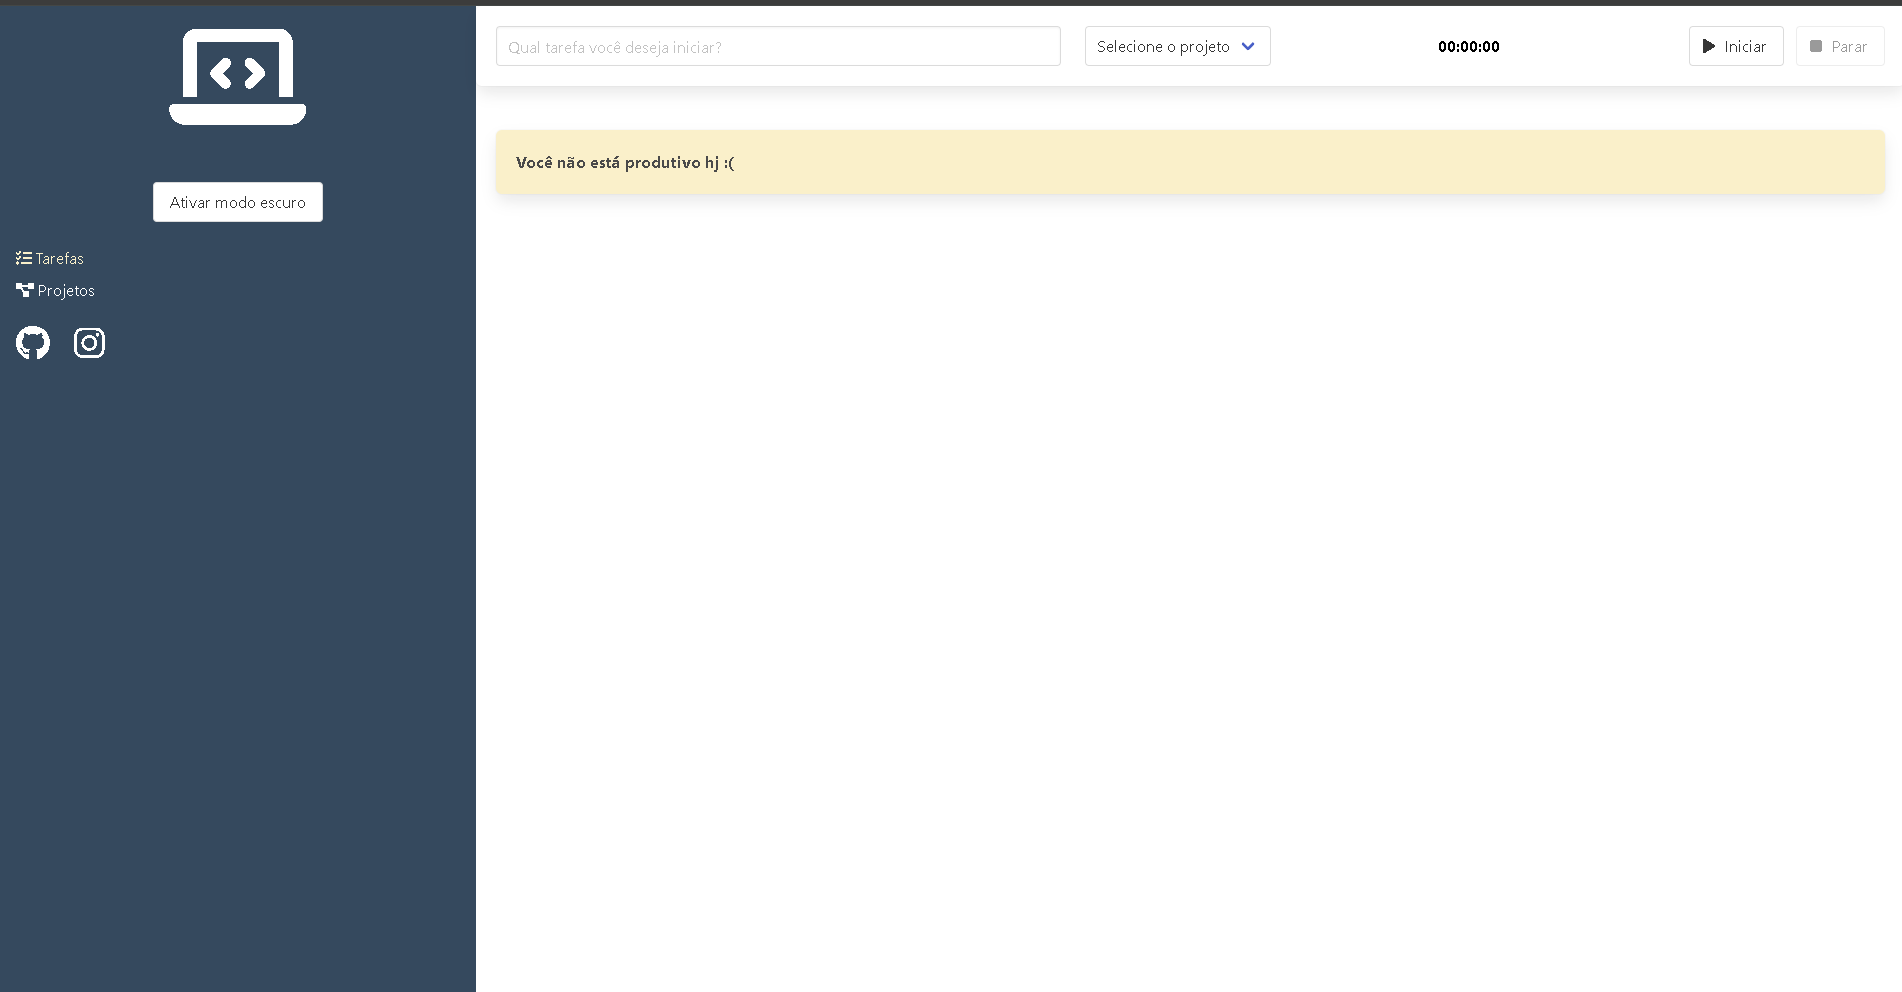 Qual tarefa você deseja iniciar?
Selecione o projeto
00:00:00
Iniciar
Parar
Ativar modo escuro
Tarefas
Projetos
Você não está produtivo hj :(